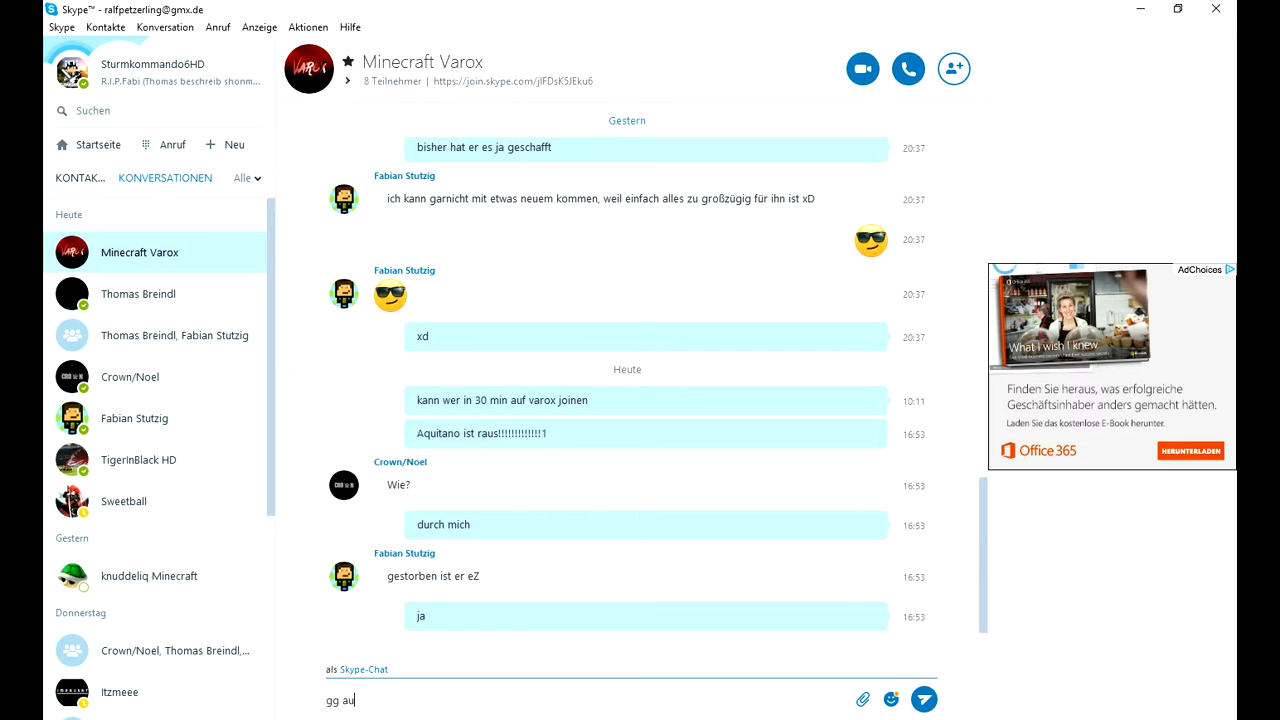 Skype™ - ralfpetzerling@gmx.de
Skype Kontakte Konversation Anruf Anzeige Aktionen Hilfe
Sturmkommando6HD
R.I.P.Fabi (Thomas beschreib shonm...
Suchen
Startseite Anruf Neu
KONTAK... KONVERSATIONEN Alle
Heute
Minecraft Varox
Thomas Breindl
Thomas Breindl, Fabian Stutzig
Crown/Noel
Fabian Stutzig
TigerInBlack HD
Sweetball
Gestern
knuddeliq Minecraft
Donnerstag
Crown/Noel, Thomas Breindl,...
Itzmeee
VAROX
Minecraft Varox
8 Teilnehmer | https://join.skype.com/jIFDsK5JEku6
Gestern
bisher hat er es ja geschafft 20:37
Fabian Stutzig
ich kann garnicht mit etwas neuem kommen, weil einfach alles zu großzügig für ihn ist xD 20:37
20:37
Fabian Stutzig
20:37
xd 20:37
Heute
kann wer in 30 min auf varox joinen 10:11
Aquitano ist raus!!!!!!!!!!!!!1 16:53
Crown/Noel
Wie? 16:53
durch mich 16:53
Fabian Stutzig
gestorben ist er eZ 16:53
ja 16:53
als Skype-Chat
gg au
AdChoices
What I wish I knew
Finden Sie heraus, was erfolgreiche
Geschäftsinhaber anders gemacht hätten.
Laden Sie das kostenlose E-Book herunter.
Office 365 HERUNTERLADEN